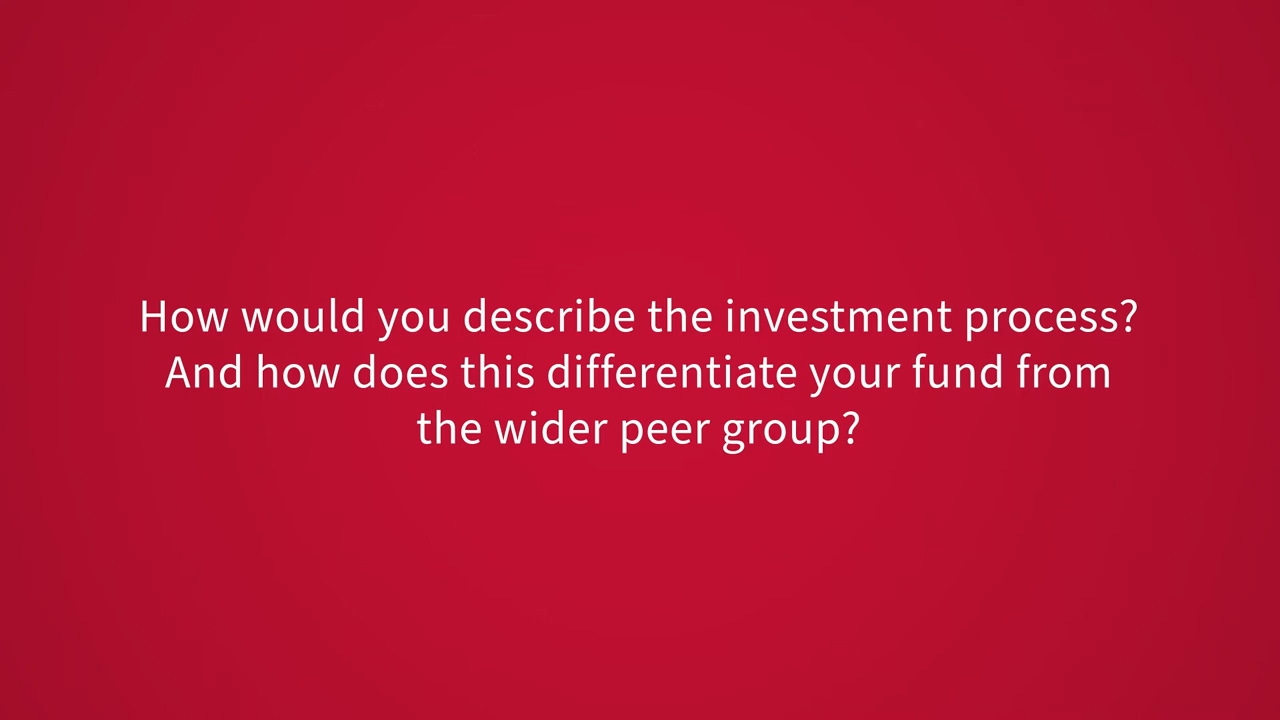 How would you describe the investment process?
And how does this differentiate your fund from
the wider peer group?